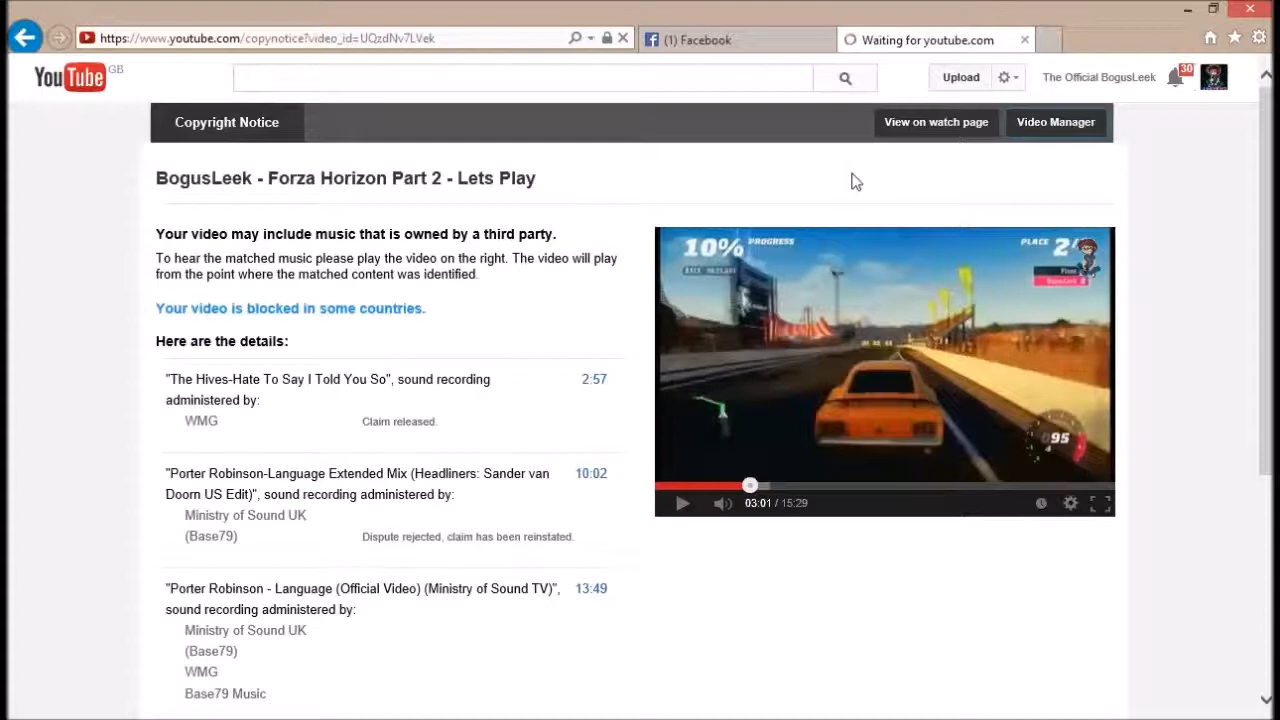 https://www.youtube.com/copynotice?video_id=UQzdNv7LVek
(1) Facebook
Waiting for youtube.com
YouTube GB
Upload
The Official BogusLeek
30
Copyright Notice
View on watch page
Video Manager
BogusLeek - Forza Horizon Part 2 - Lets Play
Your video may include music that is owned by a third party.
To hear the matched music please play the video on the right. The video will play
from the point where the matched content was identified.
Your video is blocked in some countries.
Here are the details:
"The Hives-Hate To Say I Told You So", sound recording 2:57
administered by:
WMG Claim released.
"Porter Robinson-Language Extended Mix (Headliners: Sander van 10:02
Doorn US Edit)", sound recording administered by:
Ministry of Sound UK
(Base79) Dispute rejected, claim has been reinstated.
"Porter Robinson - Language (Official Video) (Ministry of Sound TV)", 13:49
sound recording administered by:
Ministry of Sound UK
(Base79)
WMG
Base79 Music
10% PROGRESS
PLACE 2/
095
03:01 / 15:29